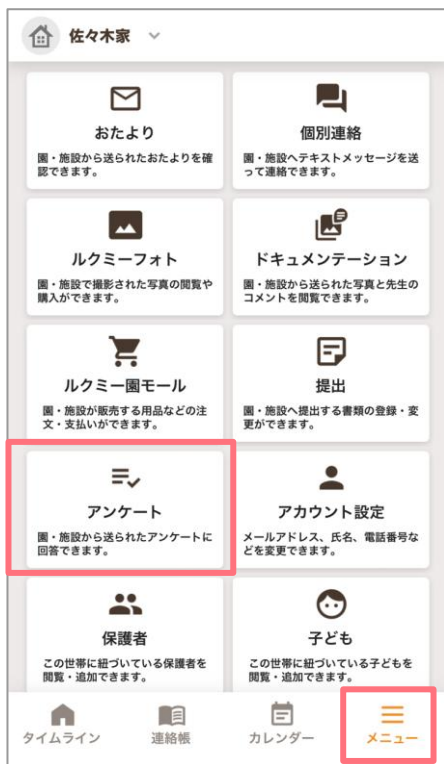 佐々木家
おたより
園・施設から送られたおたよりを確
認できます。
個別連絡
園・施設へテキストメッセージを送
って連絡できます。
ルクミーフォト
園・施設で撮影された写真の閲覧や
購入ができます。
ドキュメンテーション
園・施設から送られた写真と先生の
コメントを閲覧できます。
ルクミー園モール
園・施設が販売する用品などの注
文・支払いができます。
提出
園・施設へ提出する書類の登録・変
更ができます。
アンケート
園・施設から送られたアンケートに
回答できます。
アカウント設定
メールアドレス、氏名、電話番号な
どを変更できます。
保護者
この世帯に紐づいている保護者を
閲覧・追加できます。
子ども
この世帯に紐づいている子どもを
閲覧・追加できます。
タイムライン
連絡帳
カレンダー
メニュー